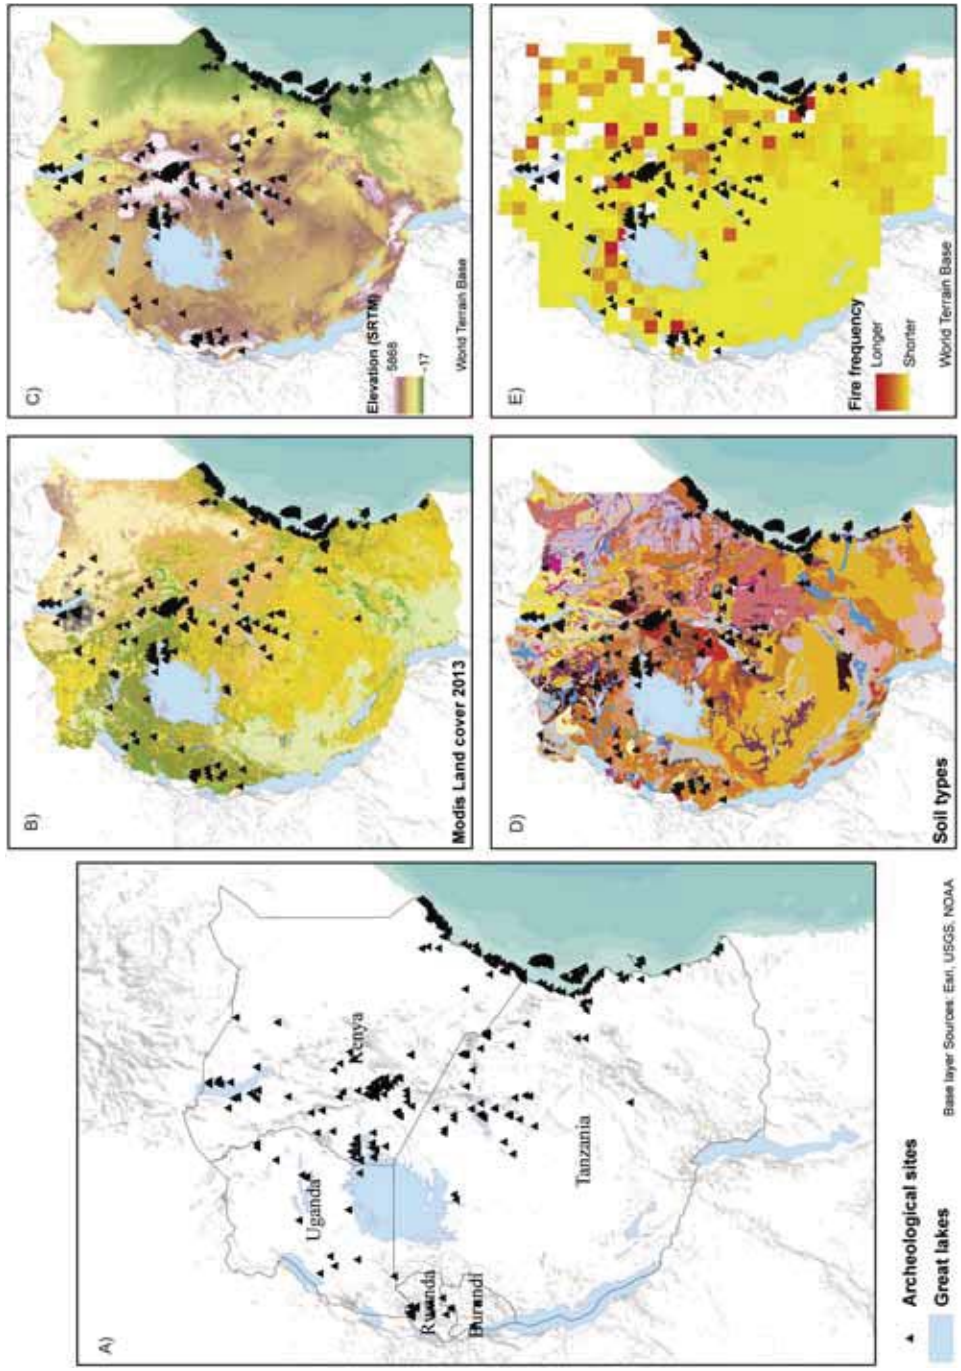 A)
Uganda
Kenya
Rwanda
Burundi
Tanzania
Archeological sites
Great lakes
Base layer Sources: Esri, USGS, NOAA
B)
Modis Land cover 2013
C)
Elevation (SRTM)
5868
-17
World Terrain Base
D)
Soil types
E)
Fire frequency
Longer
Shorter
World Terrain Base